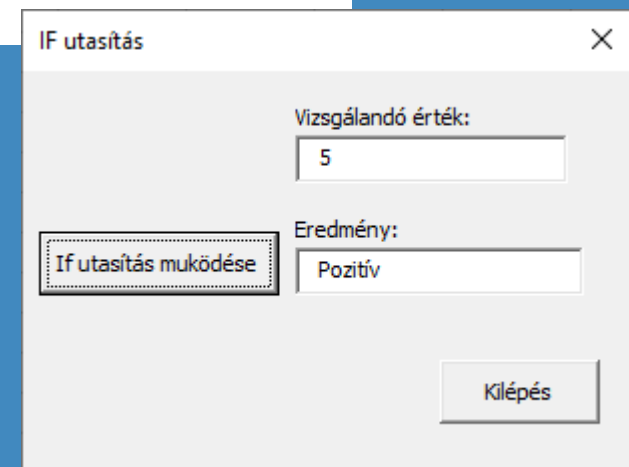 IF utasítás
Vizsgálandó érték:
5
Eredmény:
If utasítás muködése
Pozitív
Kilépés